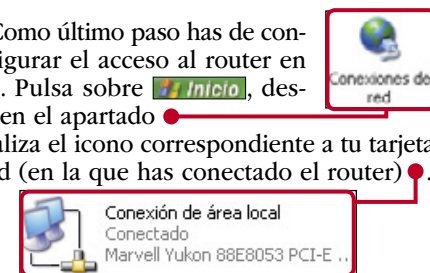 Como último paso has de con-
igurar el acceso al router en
. Pulsa sobre Inicio, des-
en el apartado
Conexiones de
red
aliza el icono correspondiente a tu tarjeta
d (en la que has conectado el router) .
Conexión de área local
Conectado
Marvell Yukon 88E8053 PCI-E ...